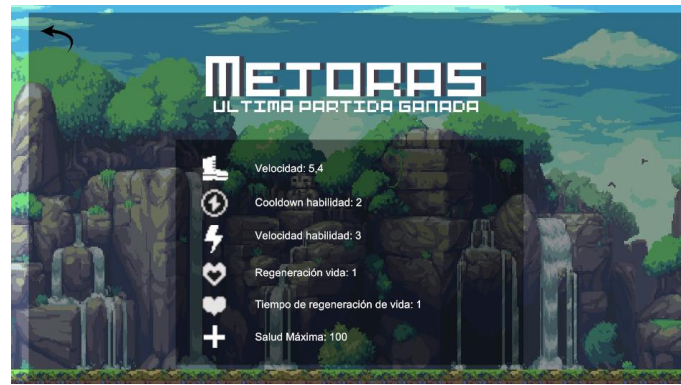 MEJORAS
ULTIMA PARTIDA GANADA
Velocidad: 5,4
Cooldown habilidad: 2
Velocidad habilidad: 3
Regeneración vida: 1
Tiempo de regeneración de vida: 1
Salud Máxima: 100